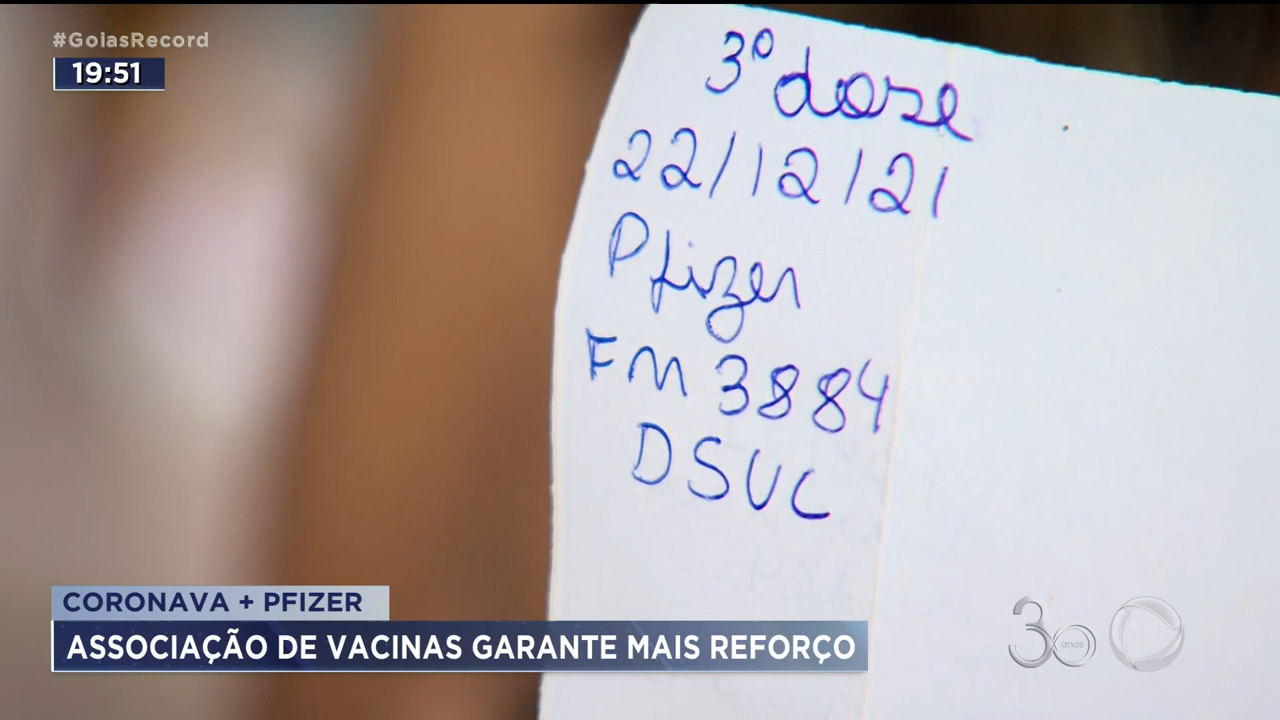 #GoiasRecord
19:51
3º dose
22/12/21
Pfizer
FM 3884
DSVC
CORONAVA + PFIZER
ASSOCIAÇÃO DE VACINAS GARANTE MAIS REFORÇO
30 anos